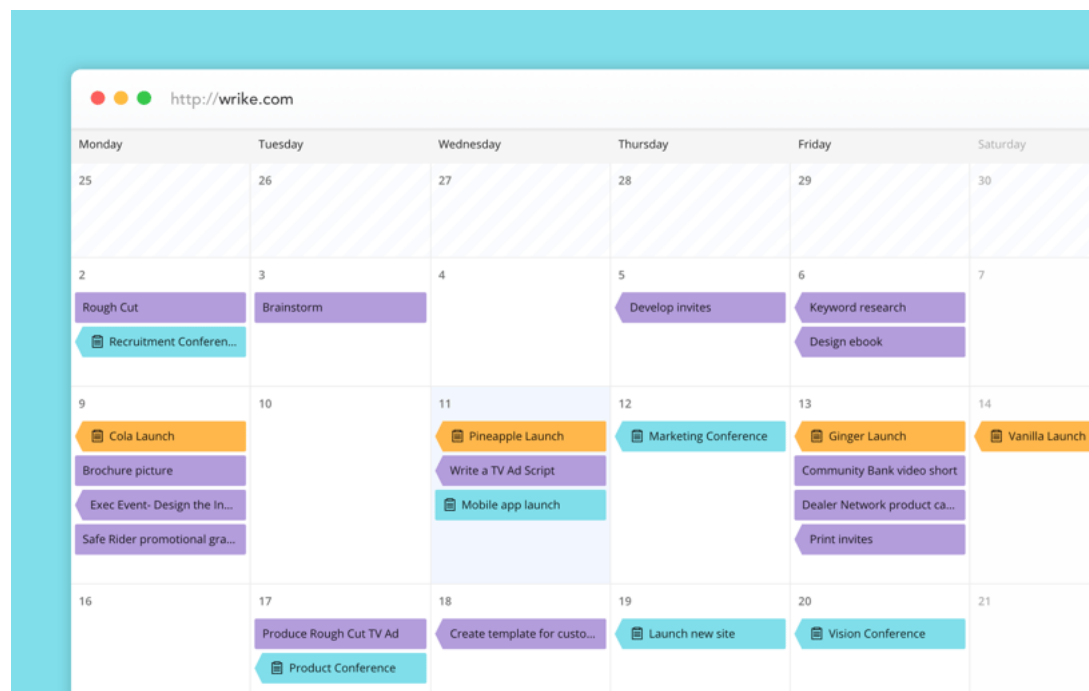 http://wrike.com
Monday Tuesday Wednesday Thursday Friday Saturday
25 26 27 28 29 30
2 3 4 5 6 7
Rough Cut Brainstorm Develop invites Keyword research
Recruitment Conferen... Design ebook
9 10 11 12 13 14
Cola Launch Pineapple Launch Marketing Conference Ginger Launch Vanilla Launch
Brochure picture Write a TV Ad Script Community Bank video short
Exec Event- Design the In... Mobile app launch Dealer Network product ca...
Safe Rider promotional gra... Print invites
16 17 18 19 20 21
Produce Rough Cut TV Ad Create template for custo... Launch new site Vision Conference
Product Conference